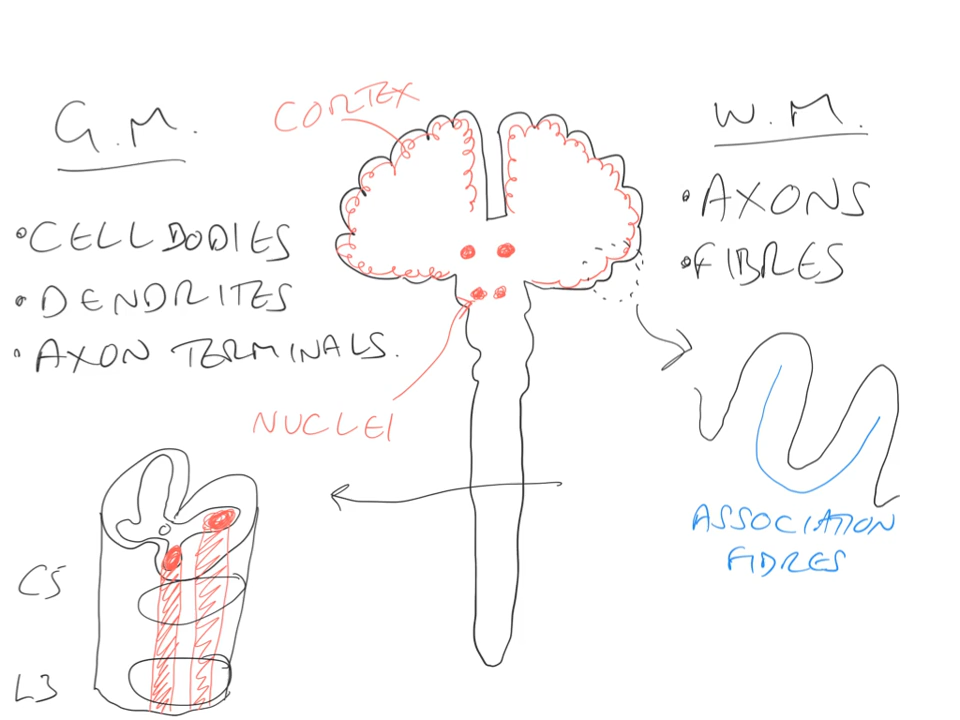 G.M.
• CELL BODIES
• DENDRITES
• AXON TERMINALS.
CORTEX
NUCLEI
W.M.
• AXONS
• FIBRES
ASSOCIATION
FIBRES
C5
L3